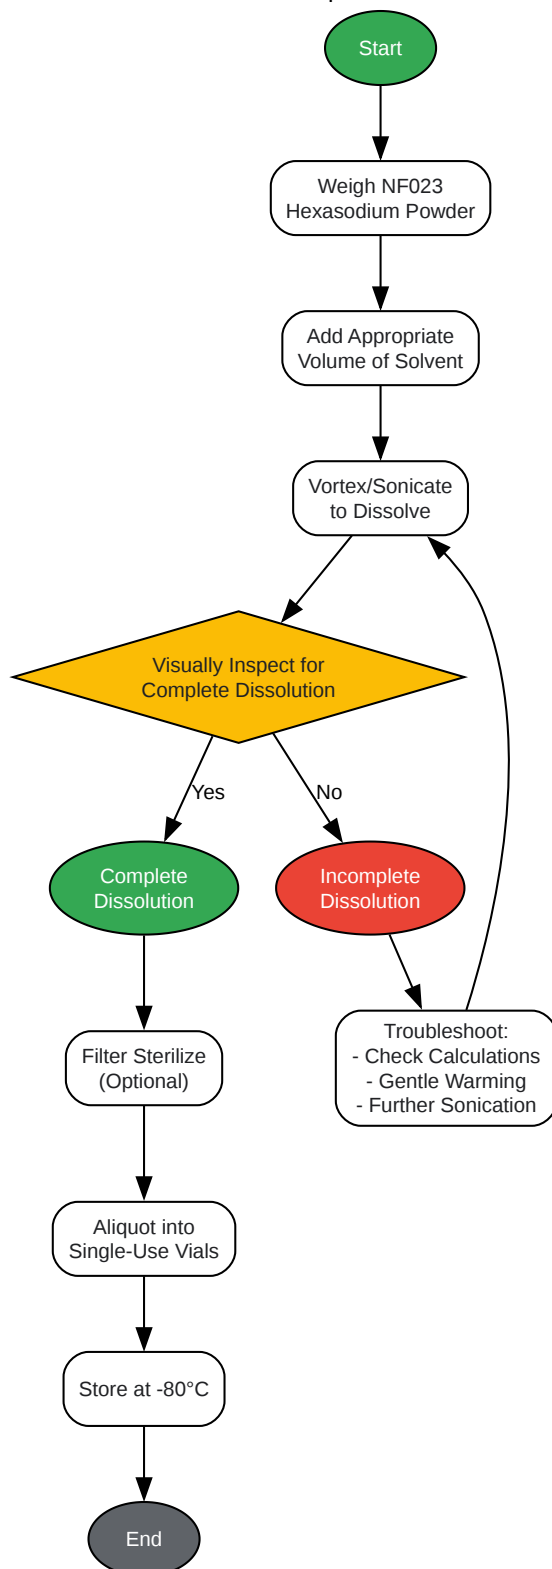 Start
Weigh NF023
Hexasodium Powder
Add Appropriate
Volume of Solvent
Vortex/Sonicate
to Dissolve
Visually Inspect for
Complete Dissolution
Yes
No
Complete
Dissolution
Incomplete
Dissolution
Filter Sterilize
(Optional)
Troubleshoot:
- Check Calculations
- Gentle Warming
- Further Sonication
Aliquot into
Single-Use Vials
Store at -80°C
End